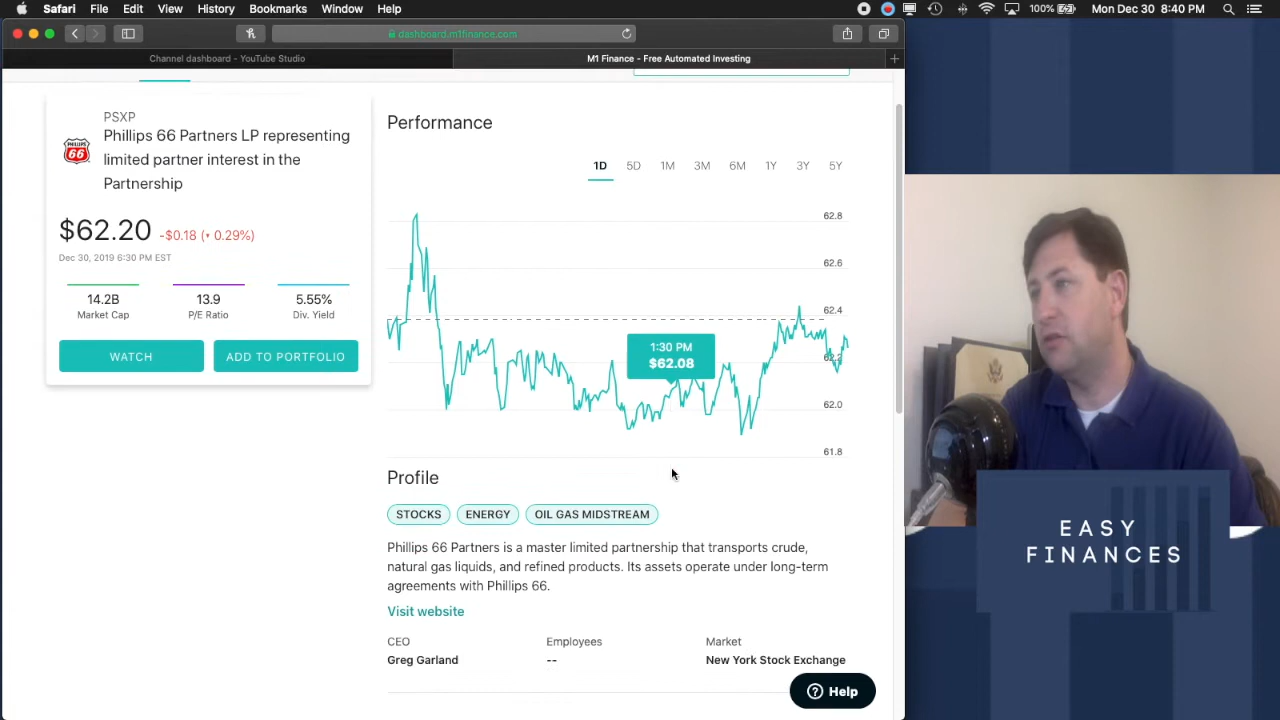 Safari File Edit View History Bookmarks Window Help 100% Mon Dec 30 8:40 PM
dashboard.m1finance.com
Channel dashboard - YouTube Studio
M1 Finance - Free Automated Investing
PSXP
Phillips 66 Partners LP representing
limited partner interest in the
Partnership
PHILLIPS
66
$62.20 -$0.18 (▾ 0.29%)
Dec 30, 2019 6:30 PM EST
14.2B 13.9 5.55%
Market Cap P/E Ratio Div. Yield
WATCH ADD TO PORTFOLIO
Performance
1D 5D 1M 3M 6M 1Y 3Y 5Y
62.8
62.6
62.4
62.2
62.0
61.8
1:30 PM
$62.08
Profile
STOCKS ENERGY OIL GAS MIDSTREAM
Phillips 66 Partners is a master limited partnership that transports crude,
natural gas liquids, and refined products. Its assets operate under long-term
agreements with Phillips 66.
Visit website
CEO Employees Market
Greg Garland -- New York Stock Exchange
? Help
EASY
FINANCES